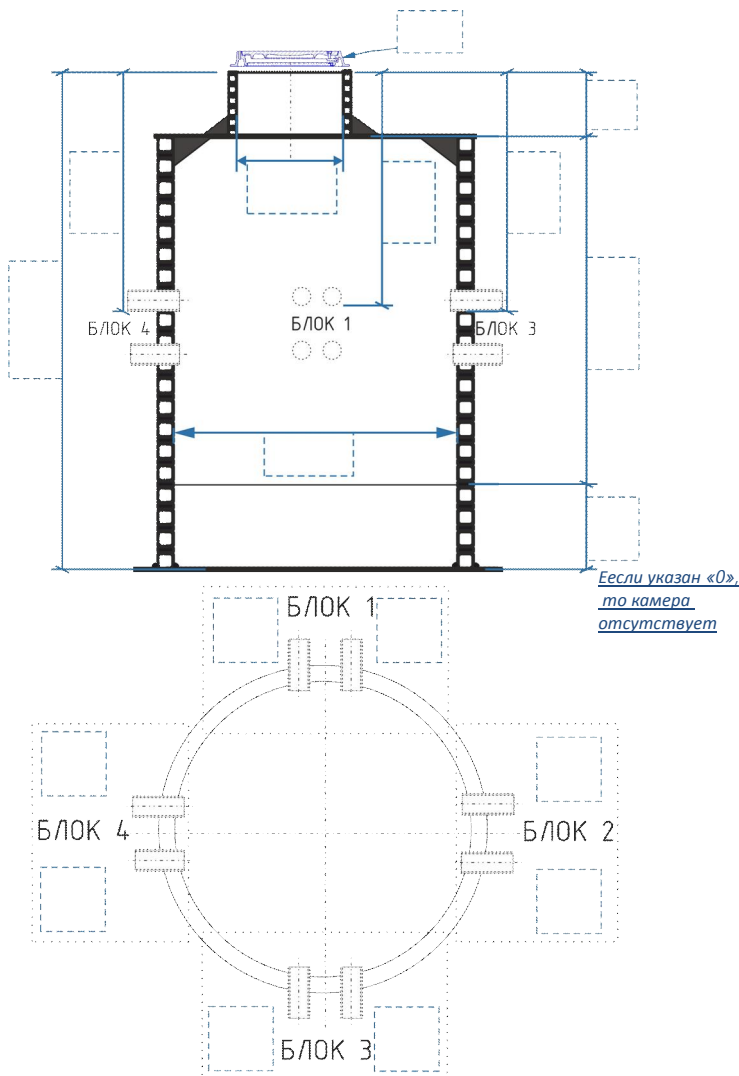 БЛОК 4
БЛОК 1
БЛОК 3
Еесли указан «0»,
то камера
отсутствует
БЛОК 1
БЛОК 4
БЛОК 2
БЛОК 3